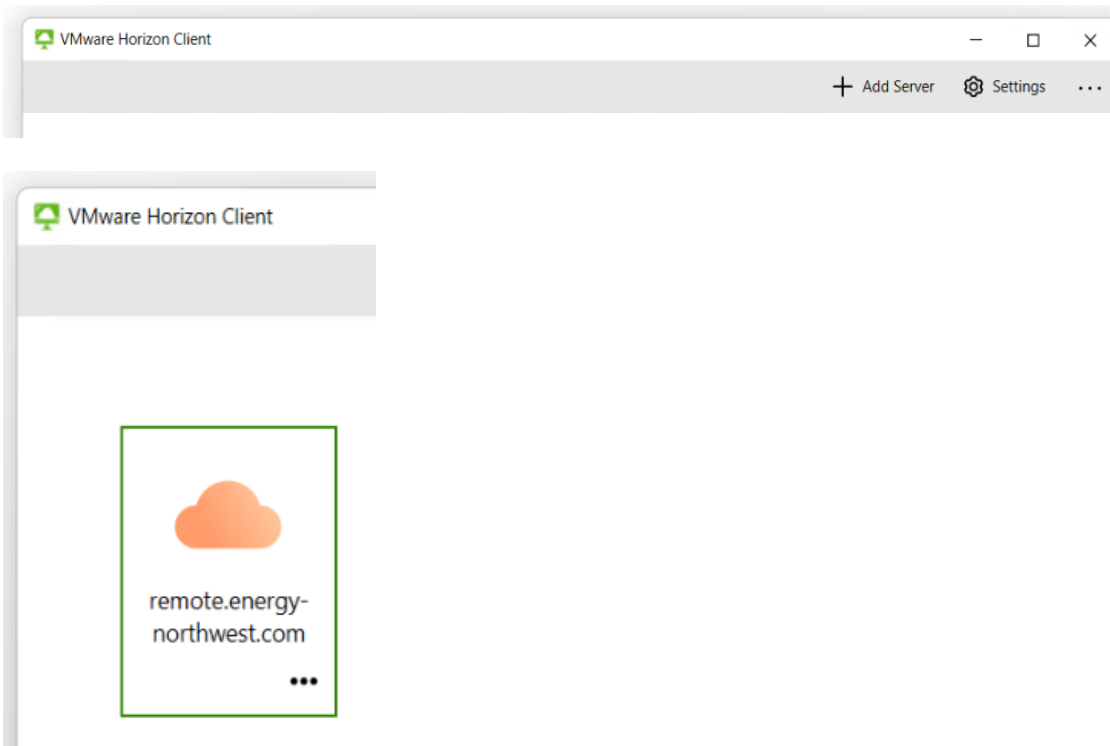 VMware Horizon Client
Add Server Settings ...
VMware Horizon Client
remote.energy-
northwest.com
...